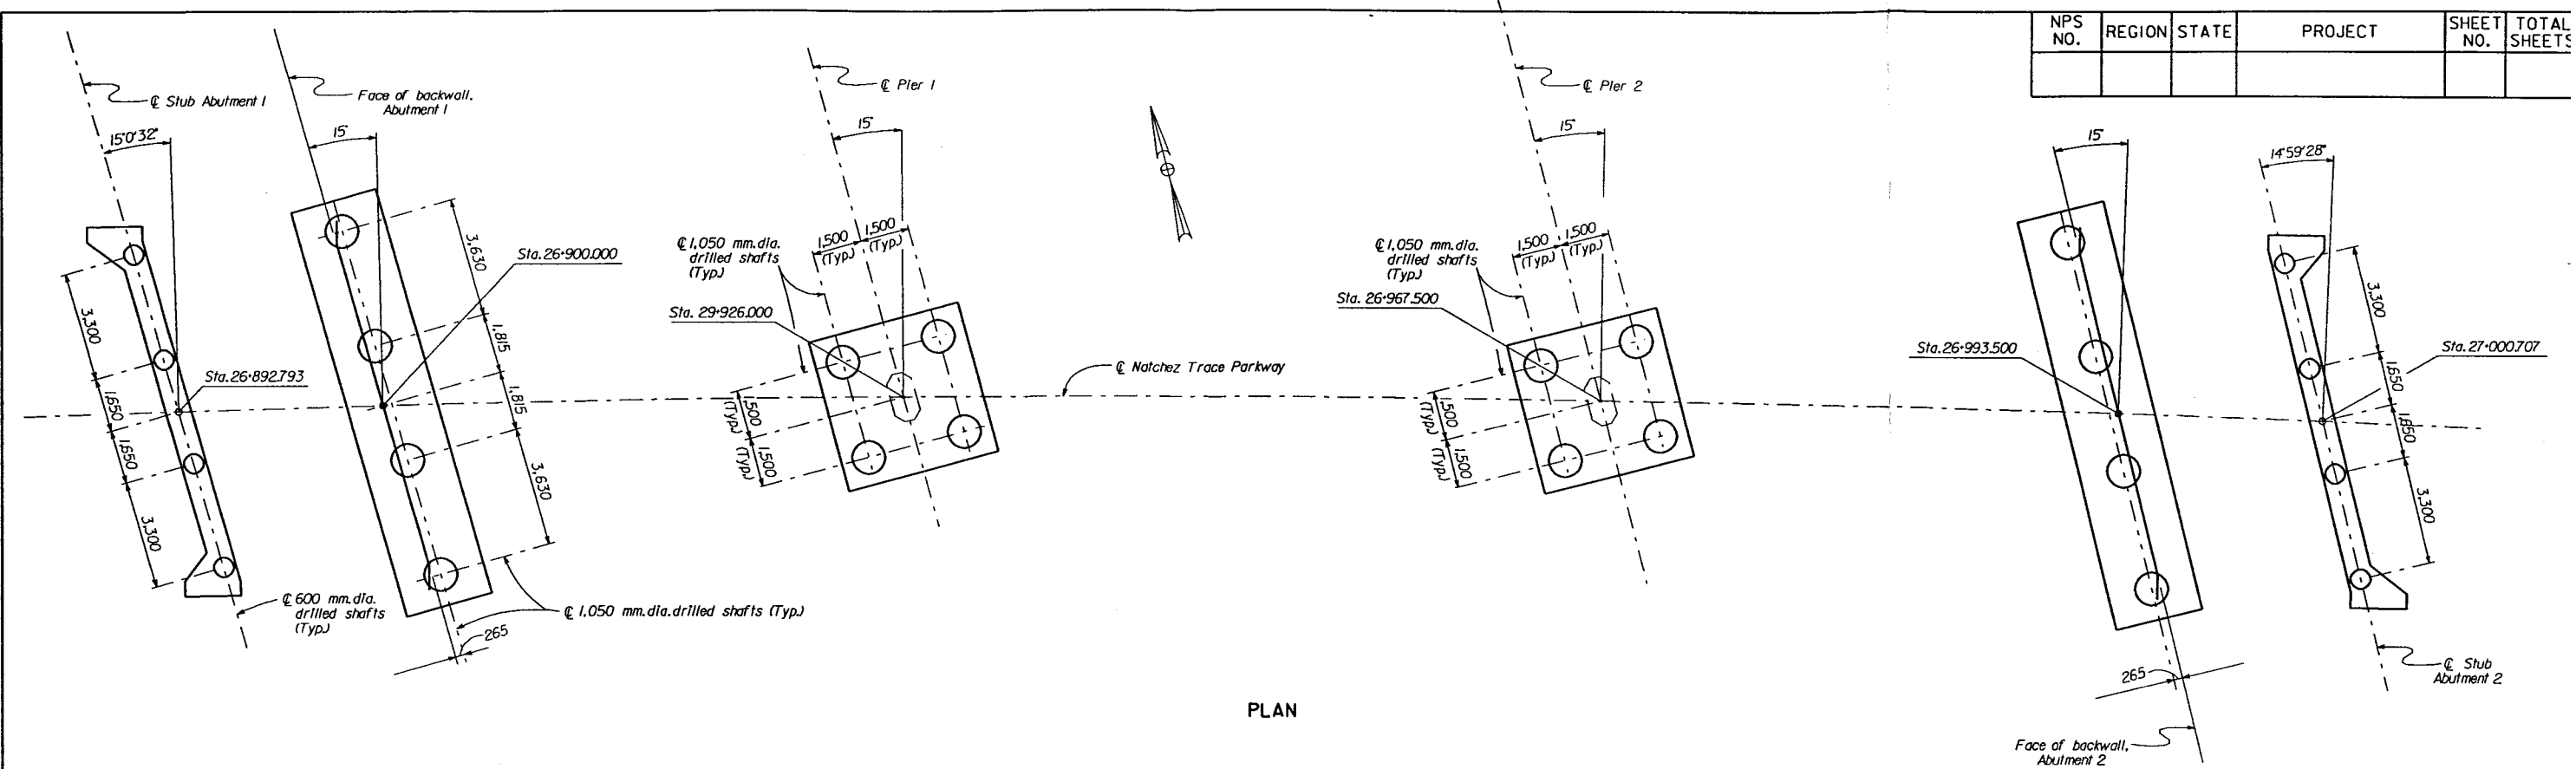 NPS NO. REGION STATE PROJECT SHEET NO. TOTAL SHEETS
℄ Stub Abutment 1
Face of backwall,
Abutment 1
℄ Pier 1
℄ Pier 2
15°0'32"
15°
15°
15°
15°
14°59'28"
3,300
1,650
1,650
3,300
Sta. 26+892.793
℄ 600 mm. dia.
drilled shafts
(Typ.)
3,630
1,815
1,815
3,630
Sta. 26+900.000
℄ 1,050 mm. dia. drilled shafts (Typ.)
265
℄ 1,050 mm. dia.
drilled shafts
(Typ.)
1,500
(Typ.)
1,500
(Typ.)
Sta. 29+926.000
1,500
(Typ.)
1,500
(Typ.)
℄ Natchez Trace Parkway
℄ 1,050 mm. dia.
drilled shafts
(Typ.)
1,500
(Typ.)
1,500
(Typ.)
Sta. 26+967.500
1,500
(Typ.)
1,500
(Typ.)
Sta. 26+993.500
265
Face of backwall,
Abutment 2
3,300
1,650
1,650
3,300
Sta. 27+000.707
℄ Stub
Abutment 2
PLAN